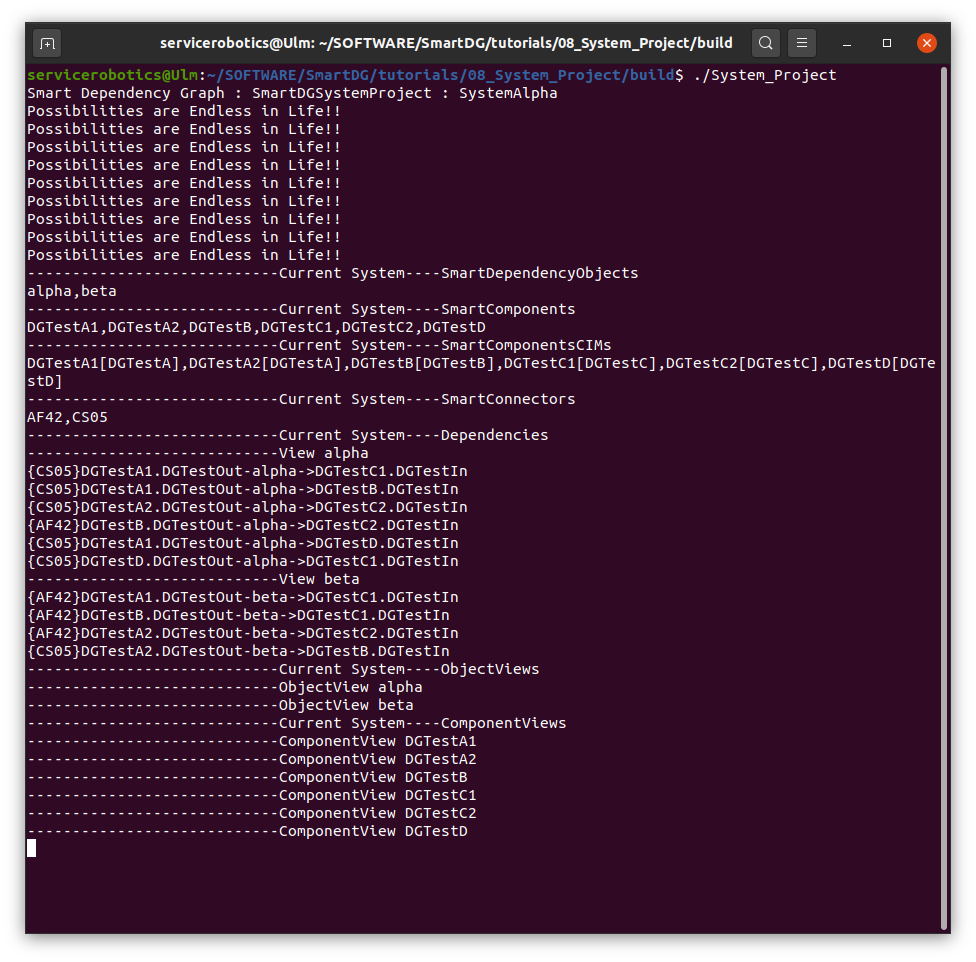 servicerobotics@Ulm: ~/SOFTWARE/SmartDG/tutorials/08_System_Project/build
servicerobotics@Ulm:~/SOFTWARE/SmartDG/tutorials/08_System_Project/build$ ./System_Project
Smart Dependency Graph : SmartDGSystemProject : SystemAlpha
Possibilities are Endless in Life!!
Possibilities are Endless in Life!!
Possibilities are Endless in Life!!
Possibilities are Endless in Life!!
Possibilities are Endless in Life!!
Possibilities are Endless in Life!!
Possibilities are Endless in Life!!
Possibilities are Endless in Life!!
Possibilities are Endless in Life!!
----------------------------Current System----SmartDependencyObjects
alpha,beta
----------------------------Current System----SmartComponents
DGTestA1,DGTestA2,DGTestB,DGTestC1,DGTestC2,DGTestD
----------------------------Current System----SmartComponentsCIMs
DGTestA1[DGTestA],DGTestA2[DGTestA],DGTestB[DGTestB],DGTestC1[DGTestC],DGTestC2[DGTestC],DGTestD[DGTe
stD]
----------------------------Current System----SmartConnectors
AF42,CS05
----------------------------Current System----Dependencies
----------------------------View alpha
{CS05}DGTestA1.DGTestOut-alpha->DGTestC1.DGTestIn
{CS05}DGTestA1.DGTestOut-alpha->DGTestB.DGTestIn
{CS05}DGTestA2.DGTestOut-alpha->DGTestC2.DGTestIn
{AF42}DGTestB.DGTestOut-alpha->DGTestC2.DGTestIn
{CS05}DGTestA1.DGTestOut-alpha->DGTestD.DGTestIn
{CS05}DGTestD.DGTestOut-alpha->DGTestC1.DGTestIn
----------------------------View beta
{AF42}DGTestA1.DGTestOut-beta->DGTestC1.DGTestIn
{AF42}DGTestB.DGTestOut-beta->DGTestC1.DGTestIn
{AF42}DGTestA2.DGTestOut-beta->DGTestC2.DGTestIn
{CS05}DGTestA2.DGTestOut-beta->DGTestB.DGTestIn
----------------------------Current System----ObjectViews
----------------------------ObjectView alpha
----------------------------ObjectView beta
----------------------------Current System----ComponentViews
----------------------------ComponentView DGTestA1
----------------------------ComponentView DGTestA2
----------------------------ComponentView DGTestB
----------------------------ComponentView DGTestC1
----------------------------ComponentView DGTestC2
----------------------------ComponentView DGTestD